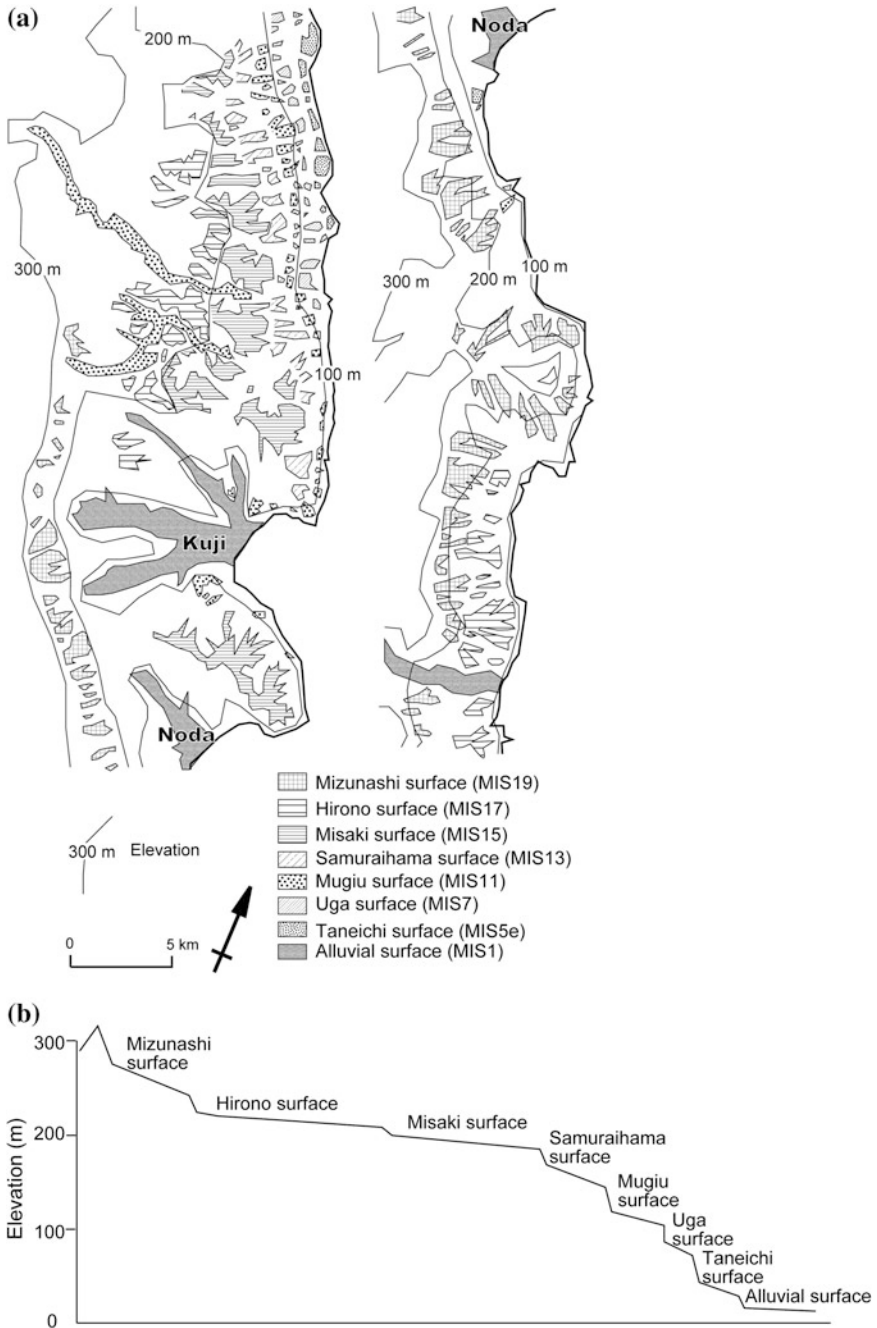 (a)
200 m
Noda
300 m
300 m
200 m
100 m
100 m
Kuji
Noda
Mizunashi surface (MIS19)
Hirono surface (MIS17)
Misaki surface (MIS15)
Samuraihama surface (MIS13)
Mugiu surface (MIS11)
Uga surface (MIS7)
Taneichi surface (MIS5e)
Alluvial surface (MIS1)
300 m
Elevation
0
5 km
(b)
Elevation (m)
300
200
100
0
Mizunashi
surface
Hirono surface
Misaki surface
Samuraihama
surface
Mugiu
surface
Uga
surface
Taneichi
surface
Alluvial surface